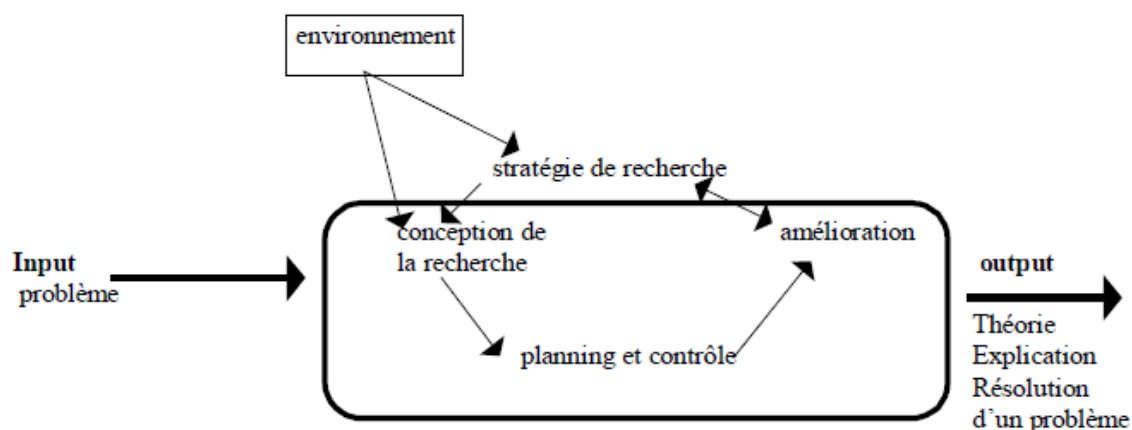 environnement
stratégie de recherche
conception de
la recherche
amélioration
Input
problème
planning et contrôle
output
Théorie
Explication
Résolution
d’un problème